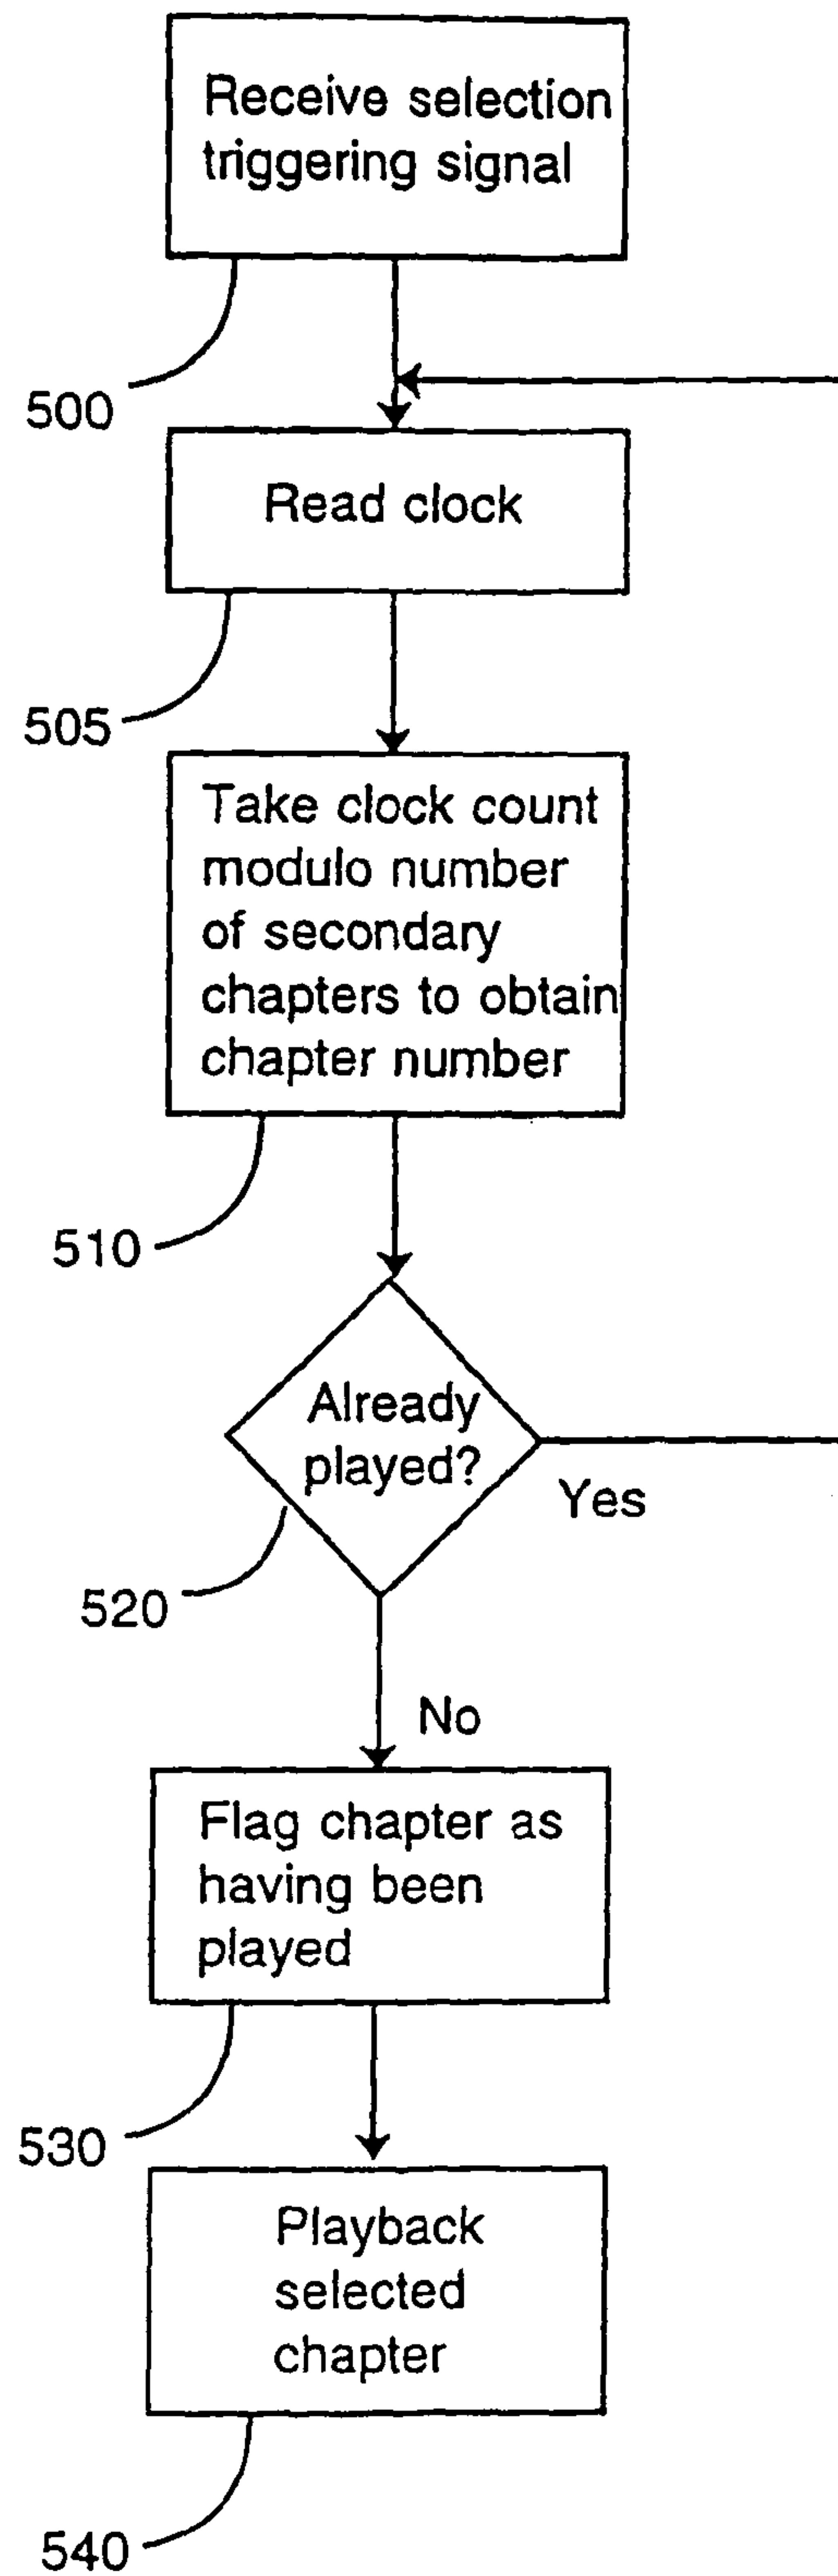 Receive selection
triggering signal
500
Read clock
505
Take clock count
modulo number
of secondary
chapters to obtain
chapter number
510
Already
played?
Yes
520
No
Flag chapter as
having been
played
530
Playback
selected
chapter
540